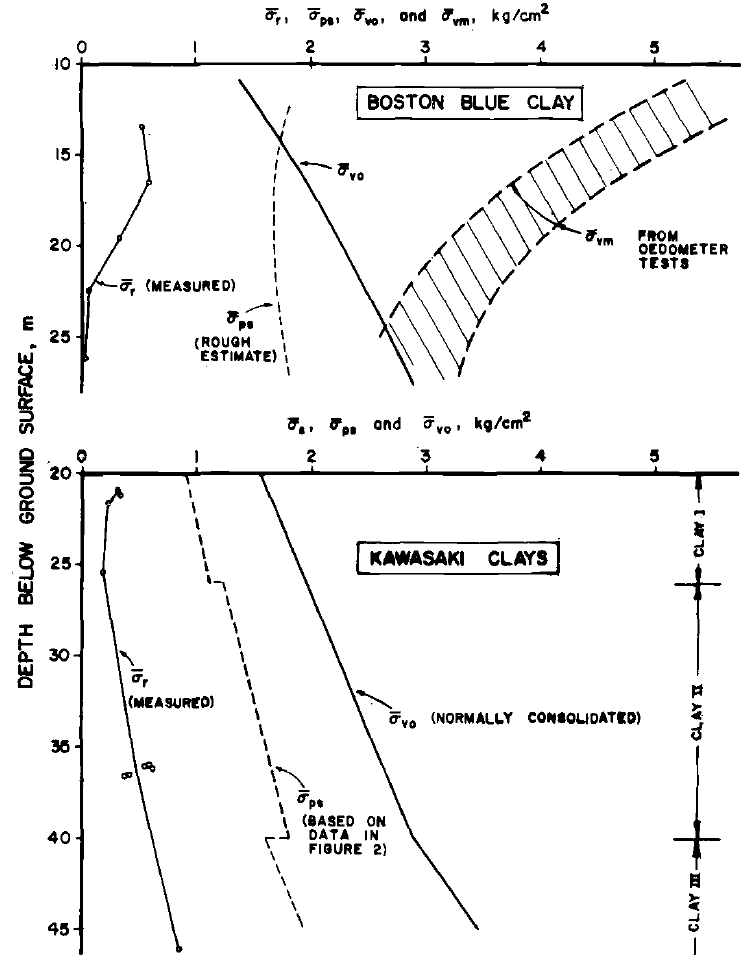 σ̄r, σ̄ps, σ̄vo, and σ̄vm, kg/cm²
0 1 2 3 4 5
10
BOSTON BLUE CLAY
15
σ̄vo
20
σ̄vm FROM
OEDOMETER
TESTS
σ̄r (MEASURED)
σ̄ps
(ROUGH
ESTIMATE)
25
DEPTH BELOW GROUND SURFACE, m
σ̄s, σ̄ps and σ̄vo, kg/cm²
0 1 2 3 4 5
20
CLAY I
25
KAWASAKI CLAYS
30
σ̄r
(MEASURED)
σ̄vo (NORMALLY CONSOLIDATED)
CLAY II
35
σ̄ps
(BASED ON
DATA IN
FIGURE 2)
40
CLAY III
45